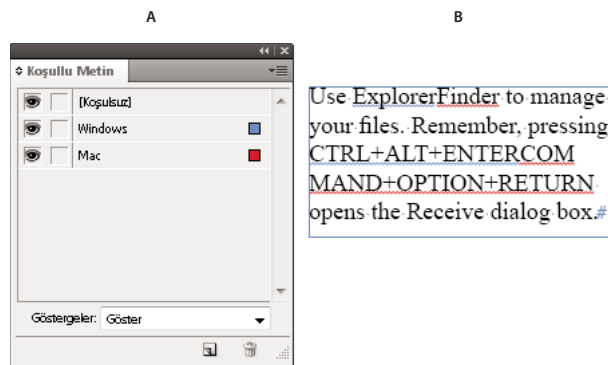 A
B
Koşullu Metin
[Koşulsuz]
Windows
Mac
Göstergeler: Göster
Use ExplorerFinder to manage
your files. Remember, pressing
CTRL+ALT+ENTERCOM
MAND+OPTION+RETURN
opens the Receive dialog box.#